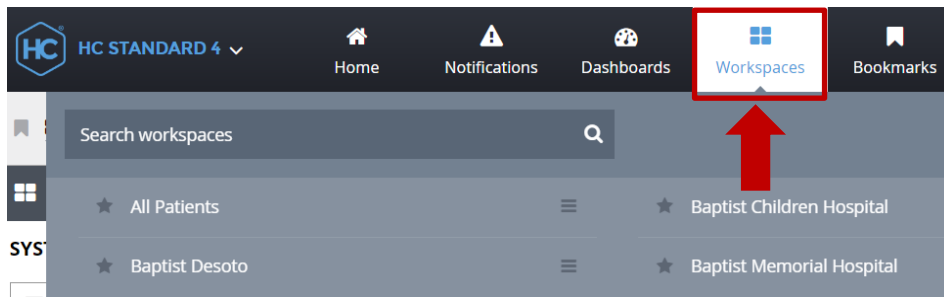 HC HC STANDARD 4
Home Notifications Dashboards Workspaces Bookmarks
Search workspaces
All Patients Baptist Children Hospital
SYS
Baptist Desoto Baptist Memorial Hospital